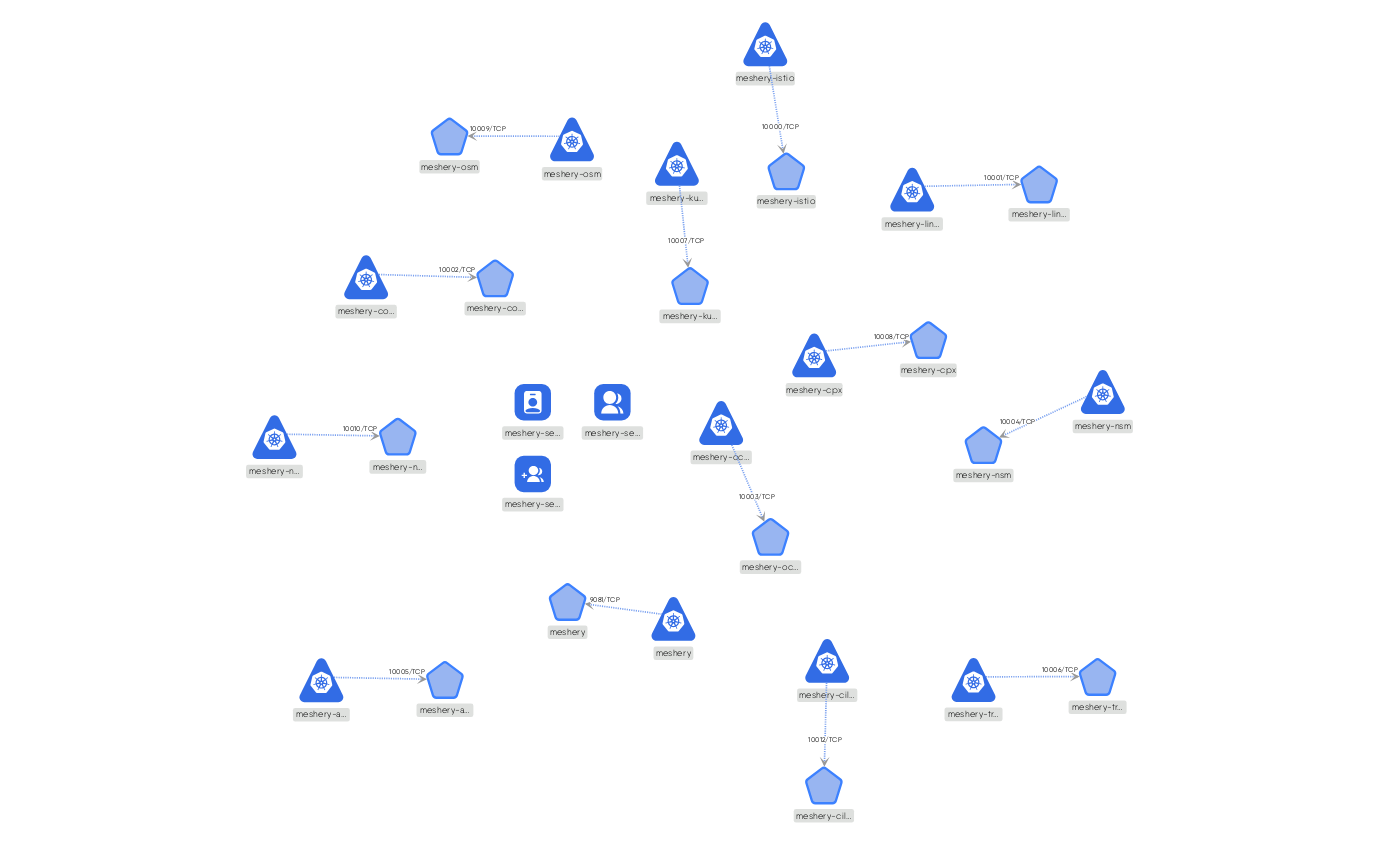 meshery-istio
10000/TCP
meshery-istio
10009/TCP
meshery-osm
meshery-osm
meshery-ku...
10007/TCP
meshery-ku...
10001/TCP
meshery-lin...
meshery-lin...
10002/TCP
meshery-co...
meshery-co...
10008/TCP
meshery-cpx
meshery-cpx
10004/TCP
meshery-nsm
meshery-nsm
10010/TCP
meshery-n...
meshery-n...
meshery-se...
meshery-se...
meshery-se...
meshery-oc...
10003/TCP
meshery-oc...
9081/TCP
meshery
meshery
10005/TCP
meshery-a...
meshery-a...
meshery-cil...
10012/TCP
meshery-cil...
10006/TCP
meshery-tr...
meshery-tr...